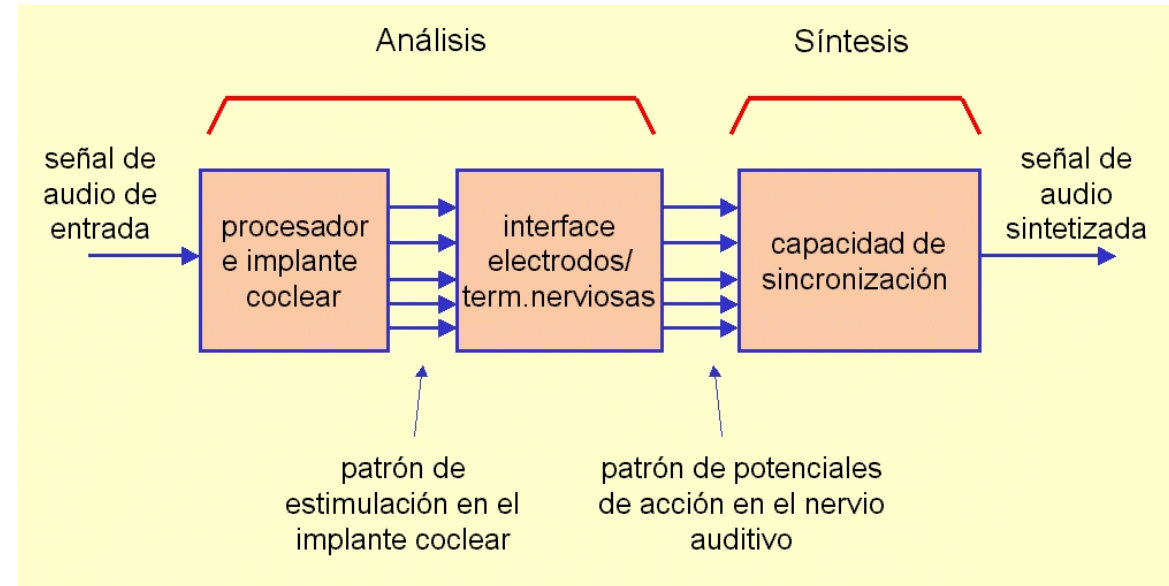 Análisis
Síntesis
señal de
audio de
entrada
procesador
e implante
coclear
interface
electrodos/
term.nerviosas
capacidad de
sincronización
señal de
audio
sintetizada
patrón de
estimulación en el
implante coclear
patrón de potenciales
de acción en el nervio
auditivo